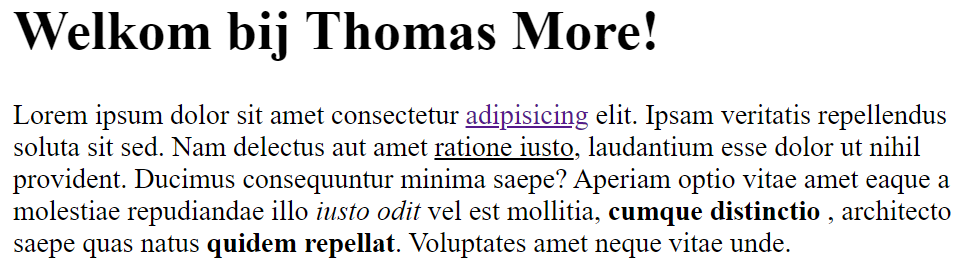 Welkom bij Thomas More!
Lorem ipsum dolor sit amet consectetur adipisicing elit. Ipsam veritatis repellendus
soluta sit sed. Nam delectus aut amet ratione iusto, laudantium esse dolor ut nihil
provident. Ducimus consequuntur minima saepe? Aperiam optio vitae amet eaque a
molestiae repudiandae illo iusto odit vel est mollitia, cumque distinctio , architecto
saepe quas natus quidem repellat. Voluptates amet neque vitae unde.